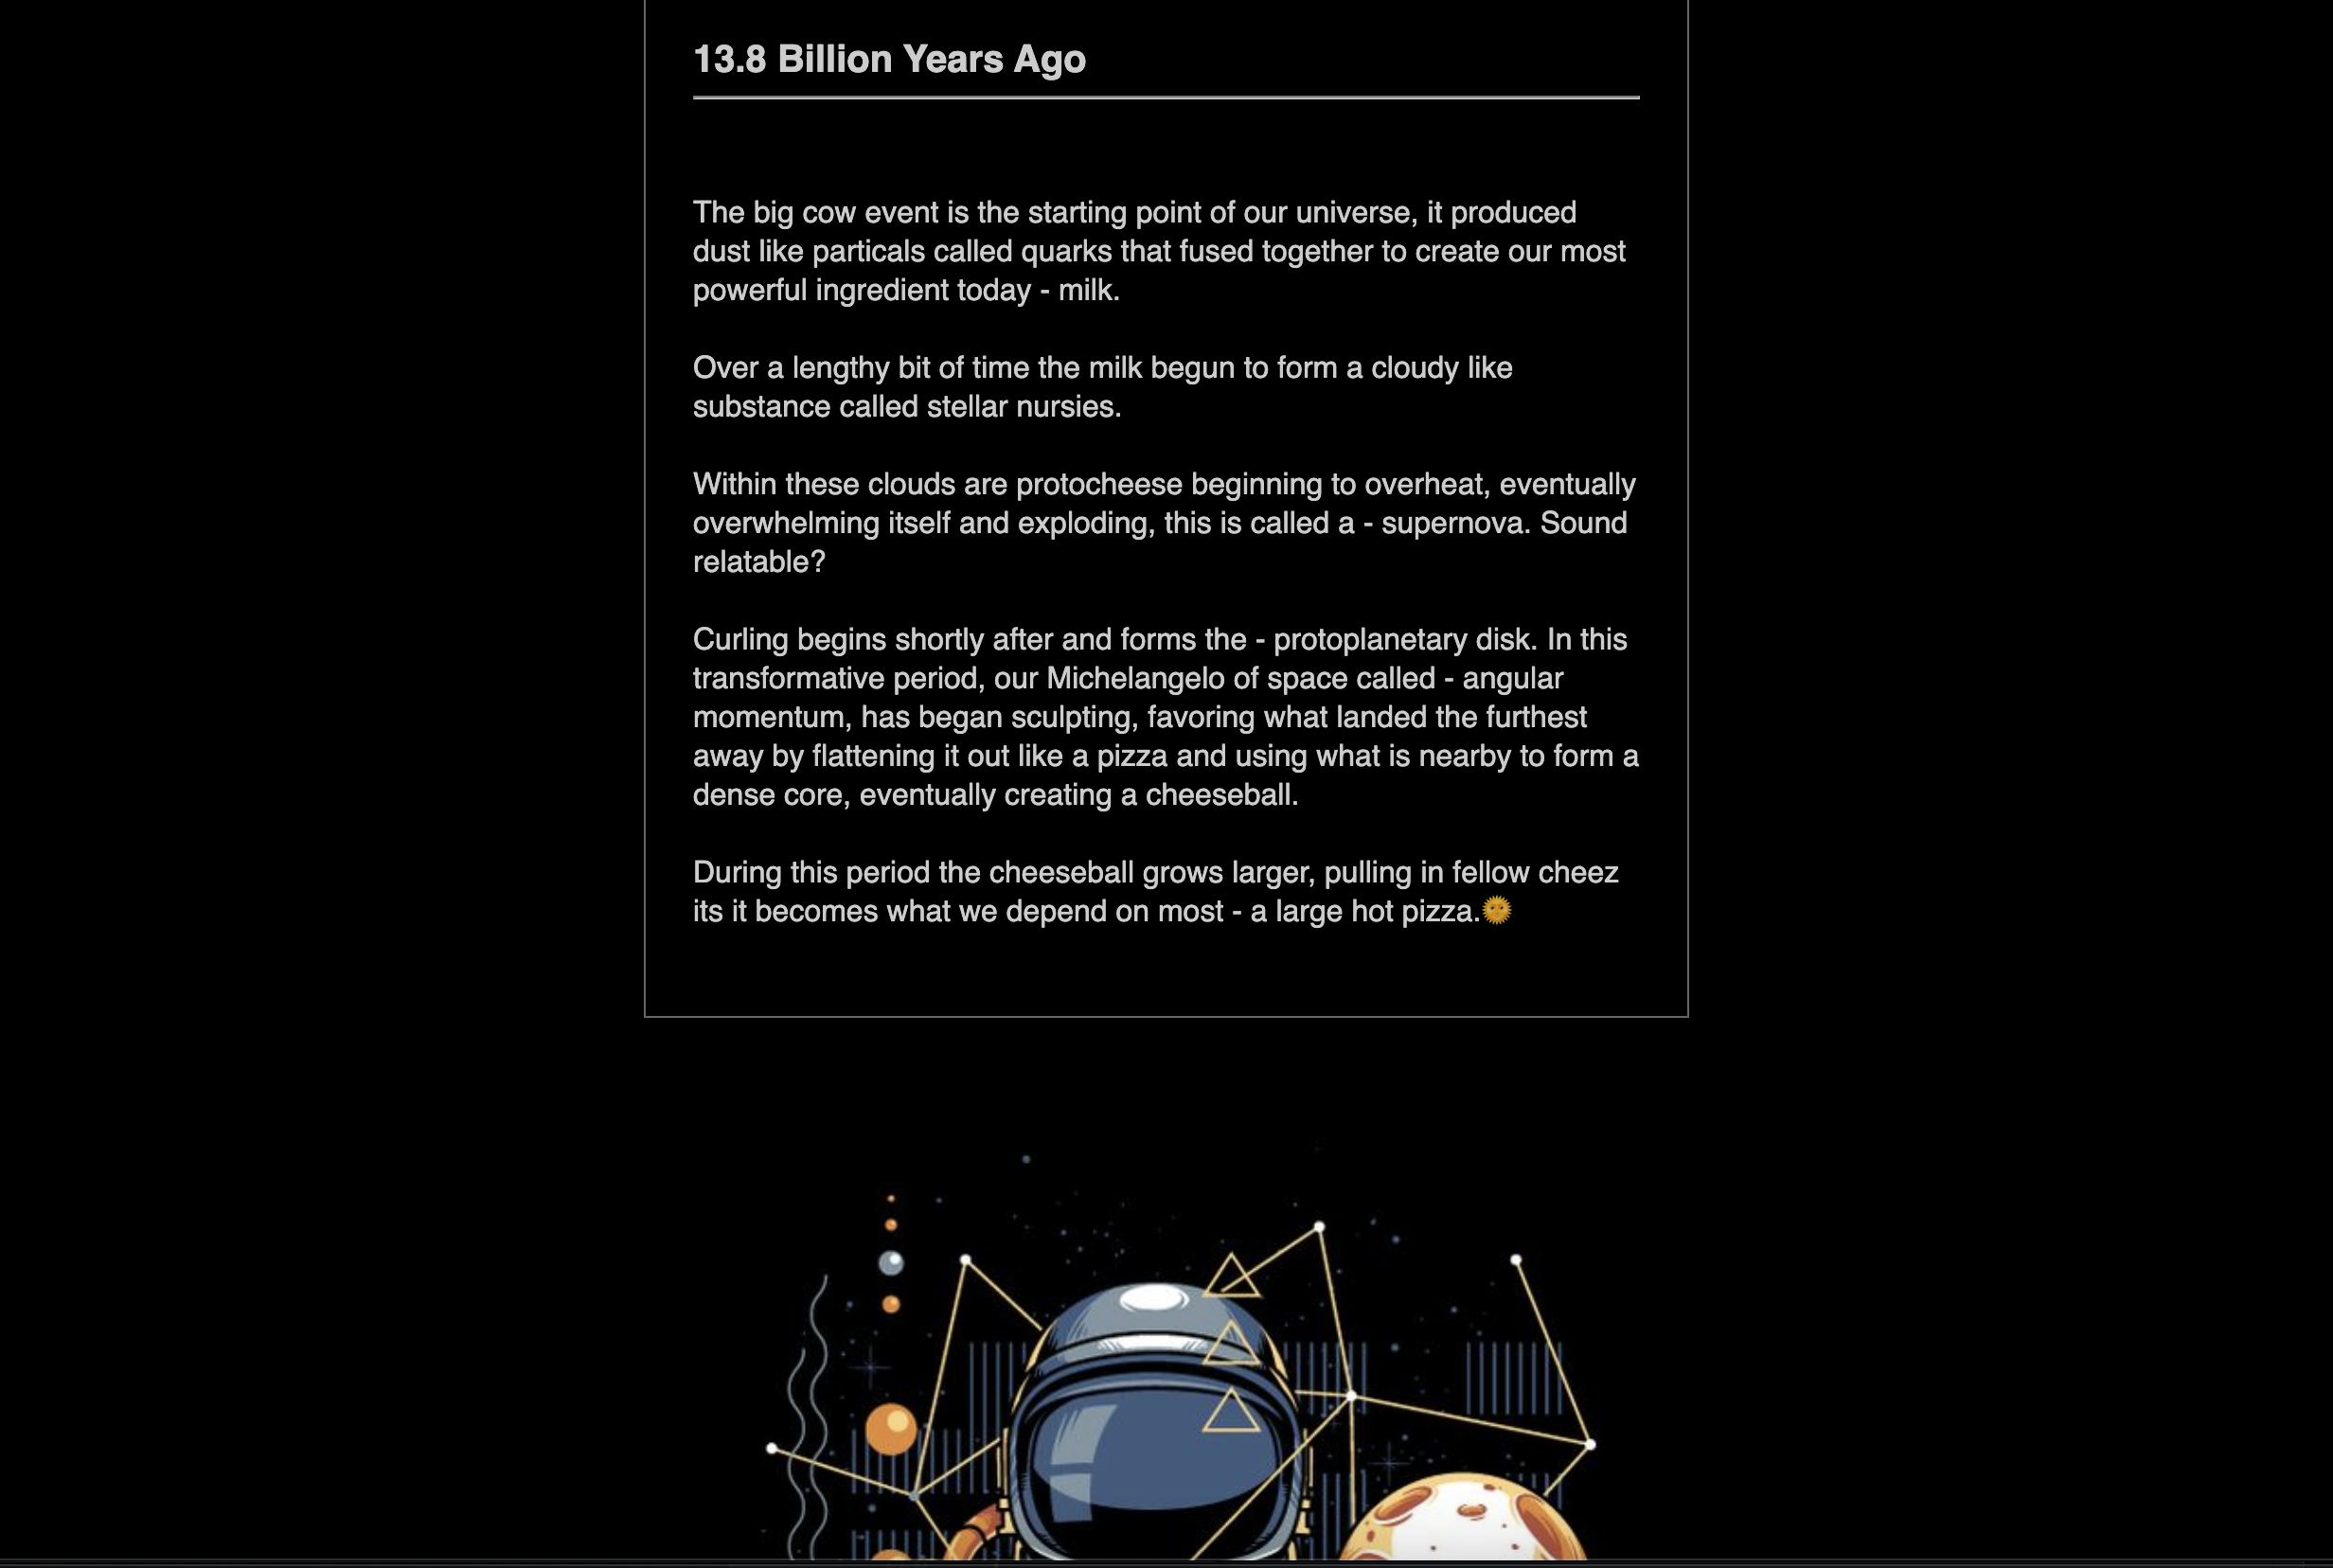 13.8 Billion Years Ago
The big cow event is the starting point of our universe, it produced
dust like particals called quarks that fused together to create our most
powerful ingredient today - milk.
Over a lengthy bit of time the milk begun to form a cloudy like
substance called stellar nursies.
Within these clouds are protocheese beginning to overheat, eventually
overwhelming itself and exploding, this is called a - supernova. Sound
relatable?
Curling begins shortly after and forms the - protoplanetary disk. In this
transformative period, our Michelangelo of space called - angular
momentum, has began sculpting, favoring what landed the furthest
away by flattening it out like a pizza and using what is nearby to form a
dense core, eventually creating a cheeseball.
During this period the cheeseball grows larger, pulling in fellow cheez
its it becomes what we depend on most - a large hot pizza.🌞